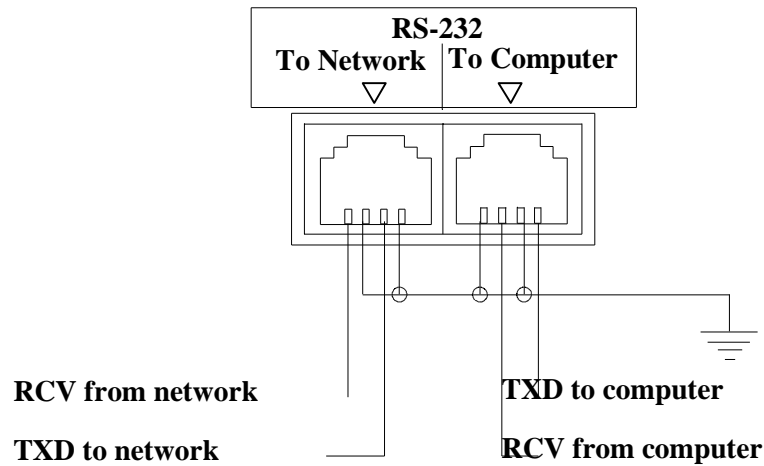 RS-232
To Network To Computer
RCV from network
TXD to computer
TXD to network
RCV from computer